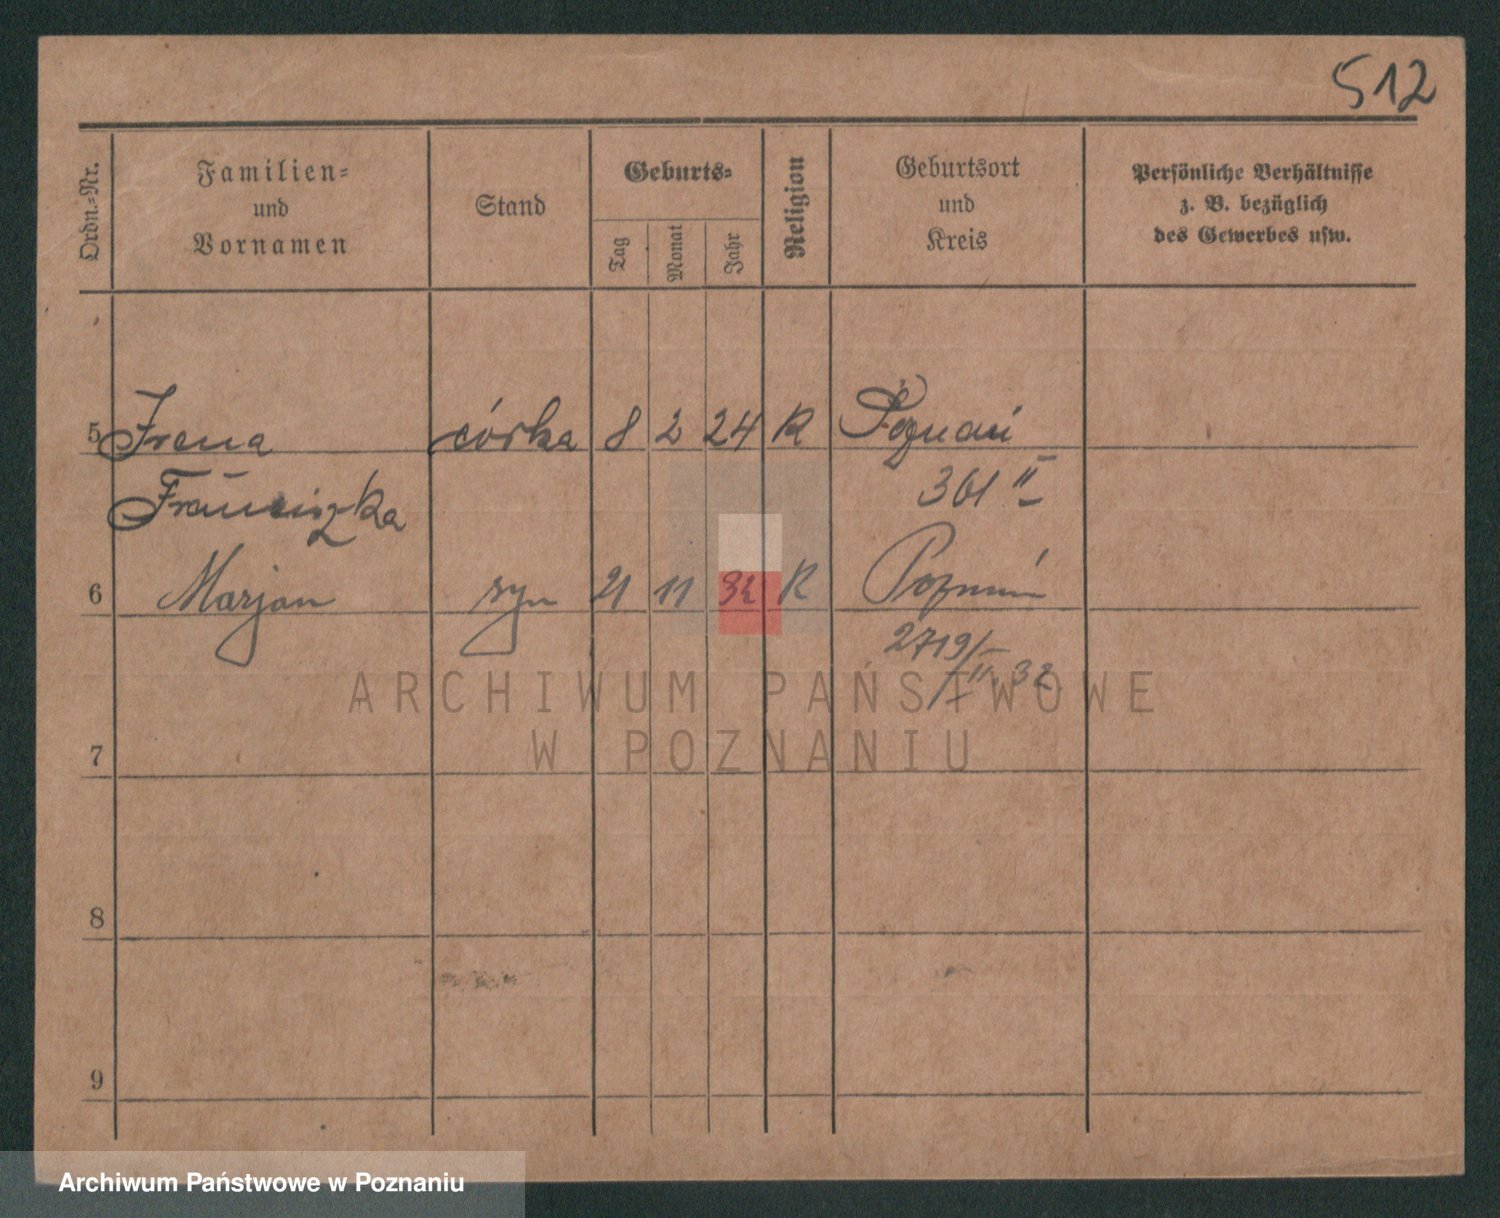 512
Ordn.-Nr.
Familien-
und
Vornamen
Stand
Geburts-
Tag
Monat
Jahr
Religion
Geburtsort
und
Kreis
Persönliche Verhältnisse
z. B. bezüglich
des Gewerbes usw.
5 Irena córka 8 2 24 R Poznań
Franciszka 361 II
6 Marjan syn 21 11 32 R Poznań
2719/
II. 32
ARCHIWUM PAŃSTWOWE
W POZNANIU
7
8
9
Archiwum Państwowe w Poznaniu